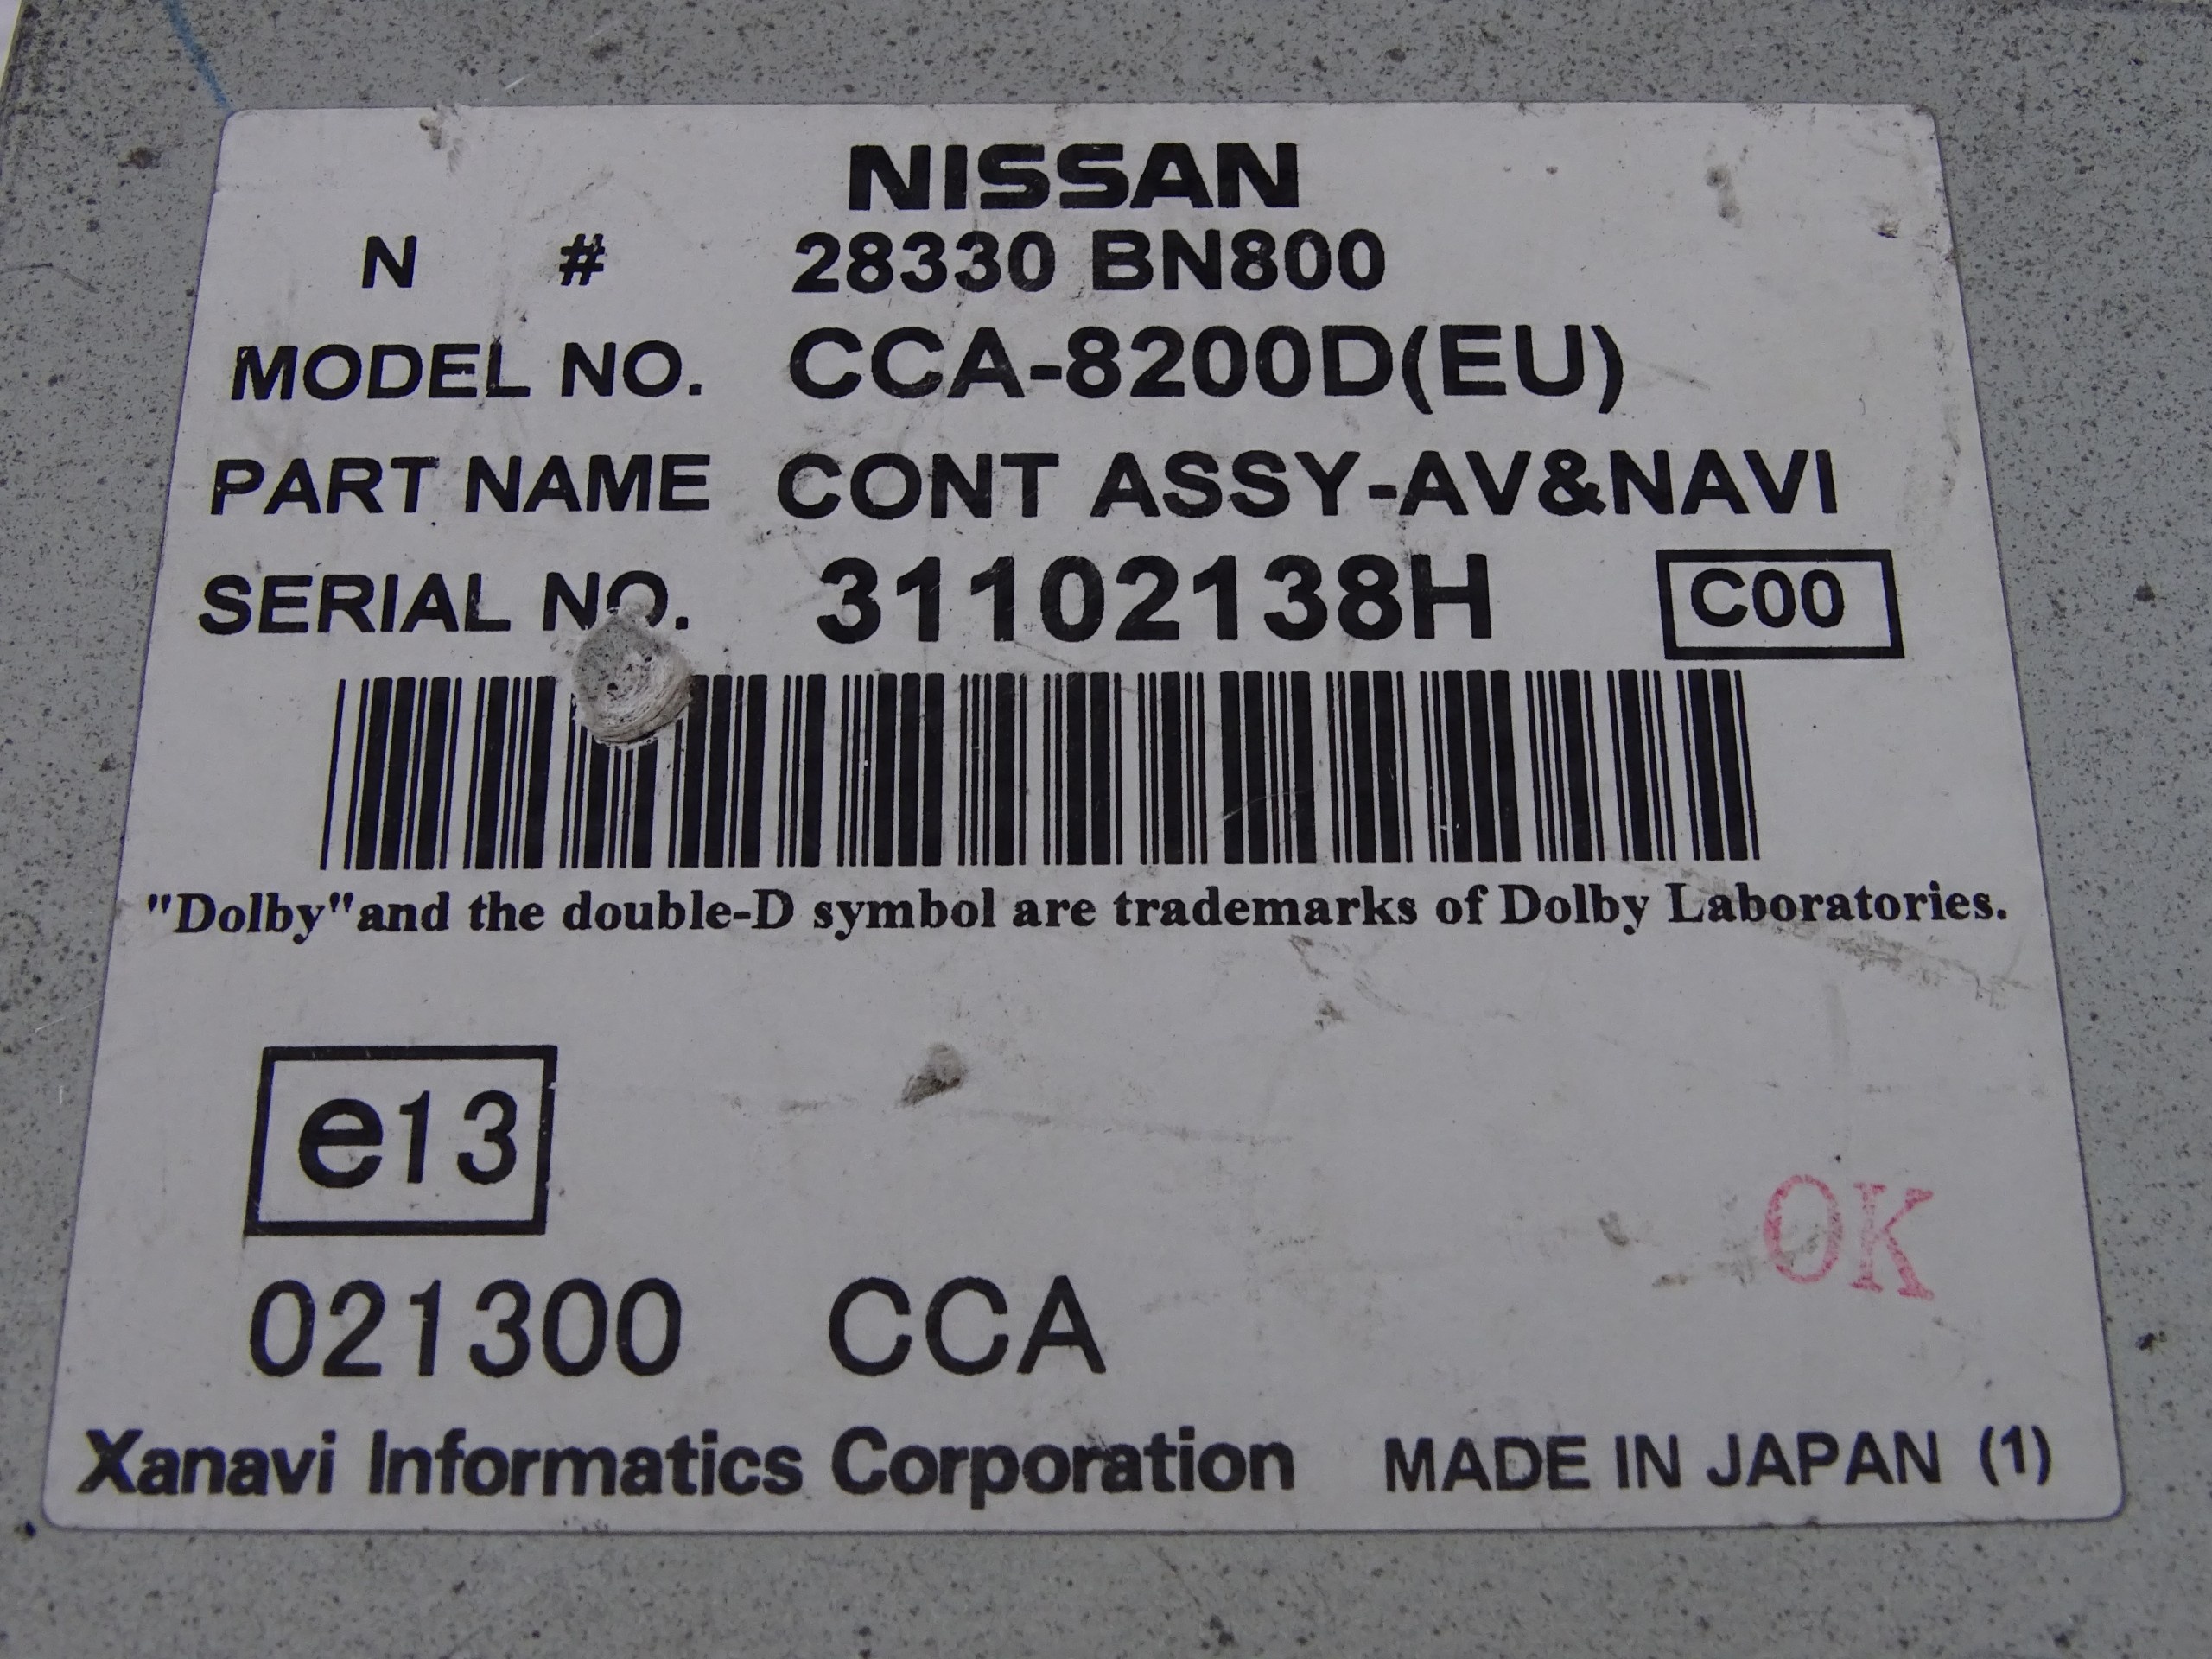 NISSAN
N # 28330 BN800
MODEL NO. CCA-8200D(EU)
PART NAME CONT ASSY-AV&NAVI
SERIAL NO. 31102138H C00
"Dolby"and the double-D symbol are trademarks of Dolby Laboratories.
e13
OK
021300 CCA
Xanavi Informatics Corporation MADE IN JAPAN (1)